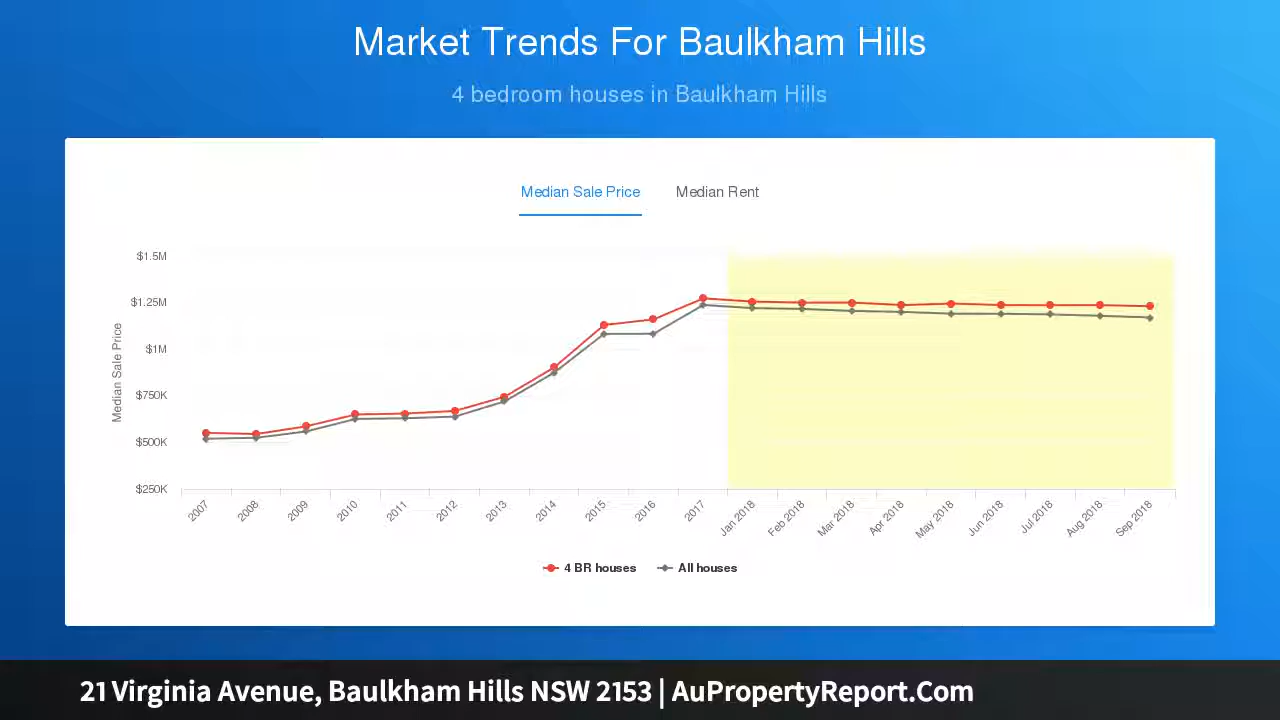 Market Trends For Baulkham Hills
4 bedroom houses in Baulkham Hills
Median Sale Price Median Rent
$1.5M
$1.25M
$1M
$750K
$500K
$250K
Median Sale Price
2007 2008 2009 2010 2011 2012 2013 2014 2015 2016 2017 Jan 2018 Feb 2018 Mar 2018 Apr 2018 May 2018 Jun 2018 Jul 2018 Aug 2018 Sep 2018
4 BR houses All houses
21 Virginia Avenue, Baulkham Hills NSW 2153 | AuPropertyReport.Com